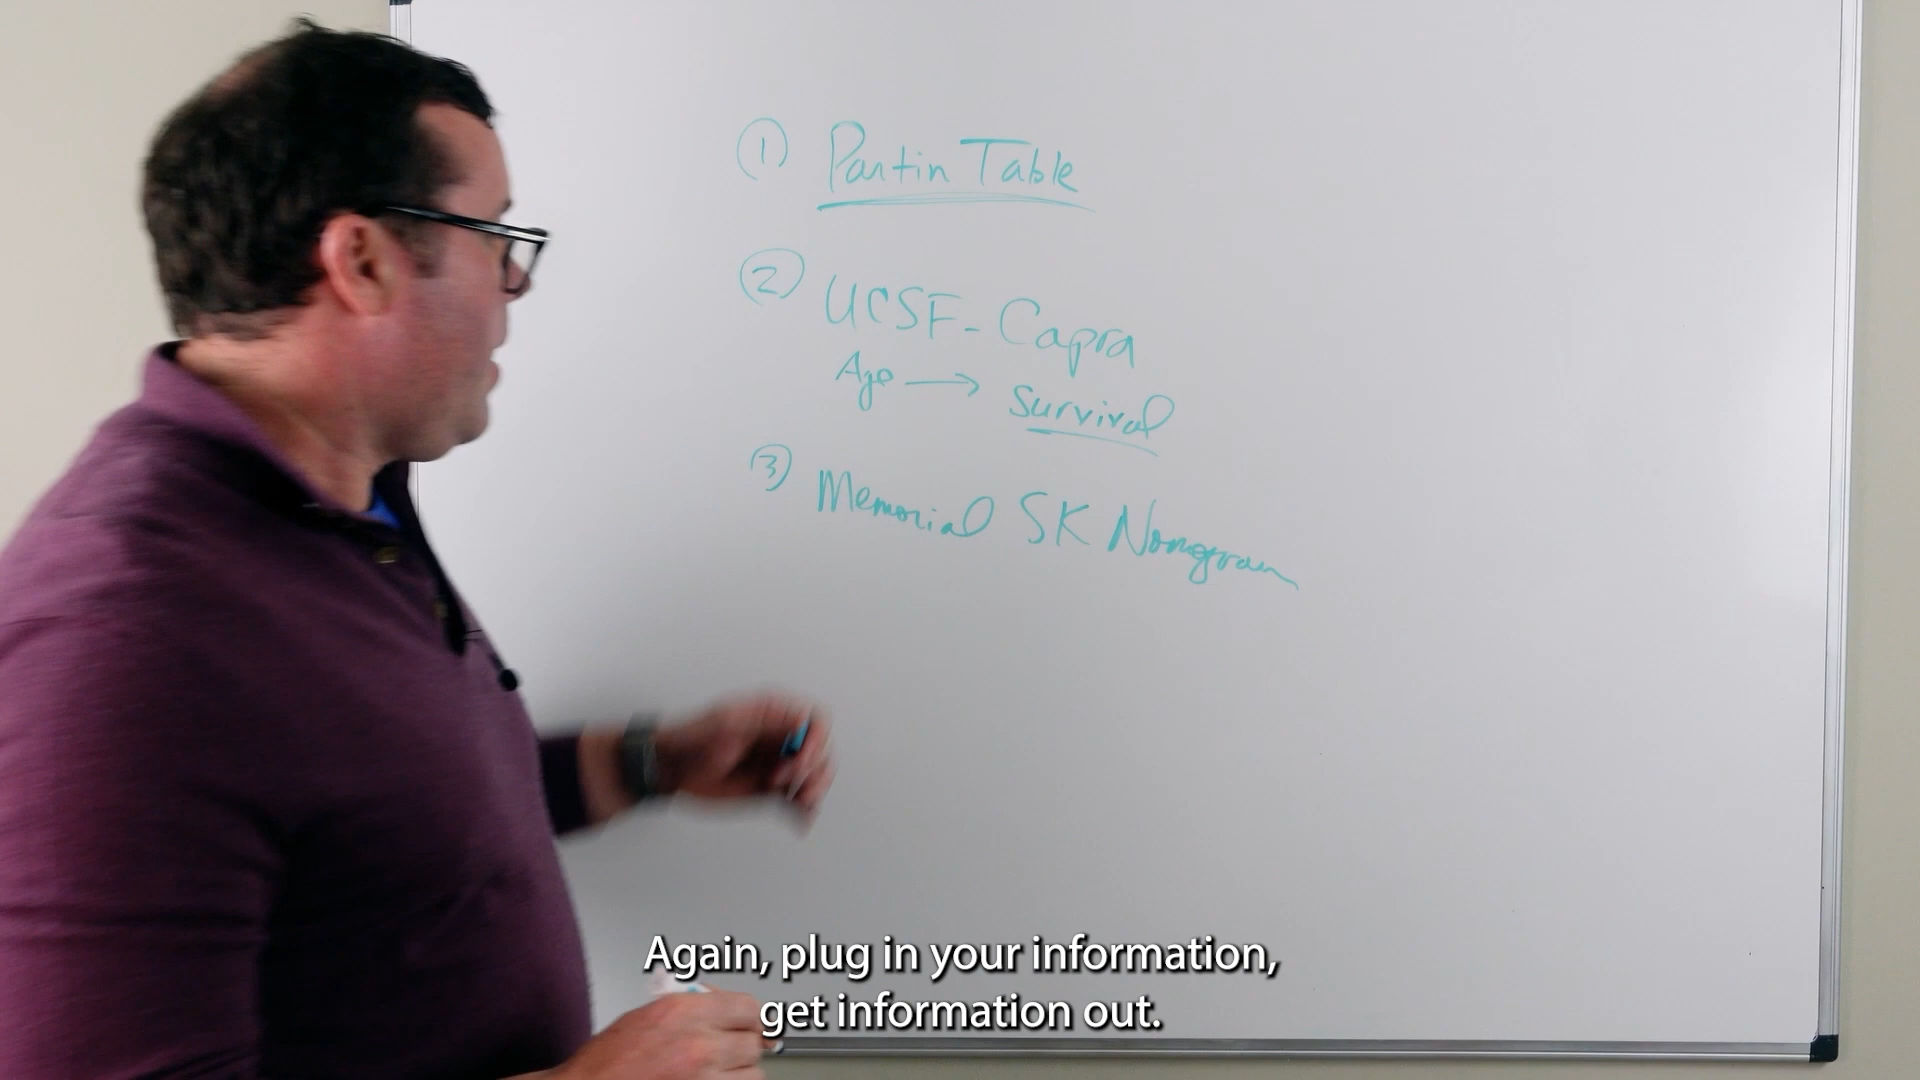 ① Partin Table
② UCSF-Capra
Age → Survival
③ Memorial SK Nomogram
Again, plug in your information,
get information out.